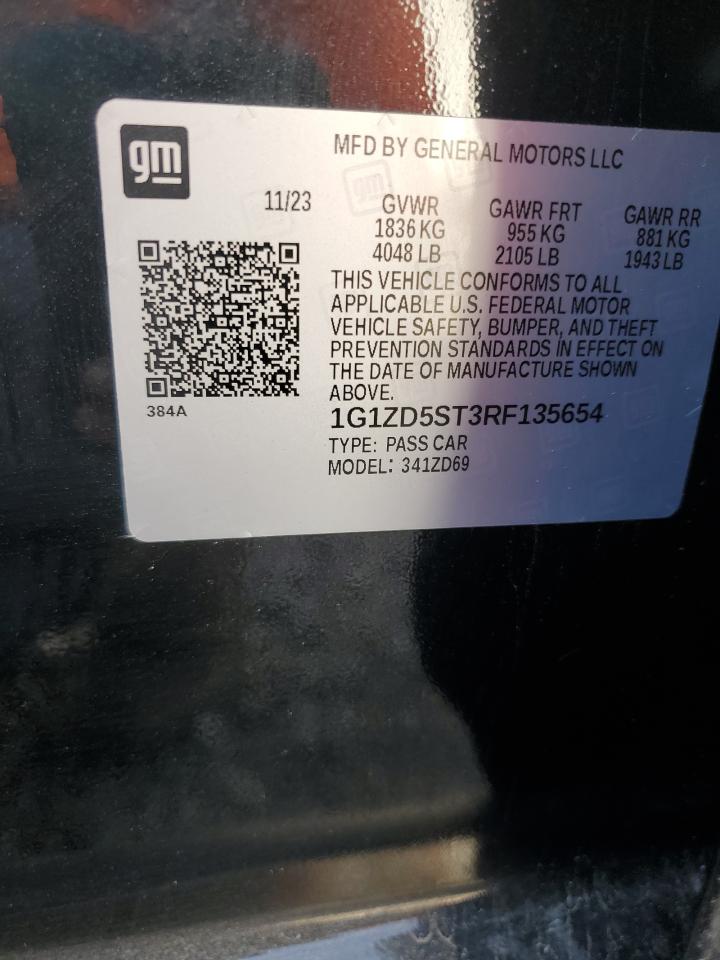 gm
MFD BY GENERAL MOTORS LLC
11/23
GVWR GAWR FRT GAWR RR
1836 KG 955 KG 881 KG
4048 LB 2105 LB 1943 LB
THIS VEHICLE CONFORMS TO ALL
APPLICABLE U.S. FEDERAL MOTOR
VEHICLE SAFETY, BUMPER, AND THEFT
PREVENTION STANDARDS IN EFFECT ON
THE DATE OF MANUFACTURE SHOWN
ABOVE.
384A
1G1ZD5ST3RF135654
TYPE: PASS CAR
MODEL: 341ZD69